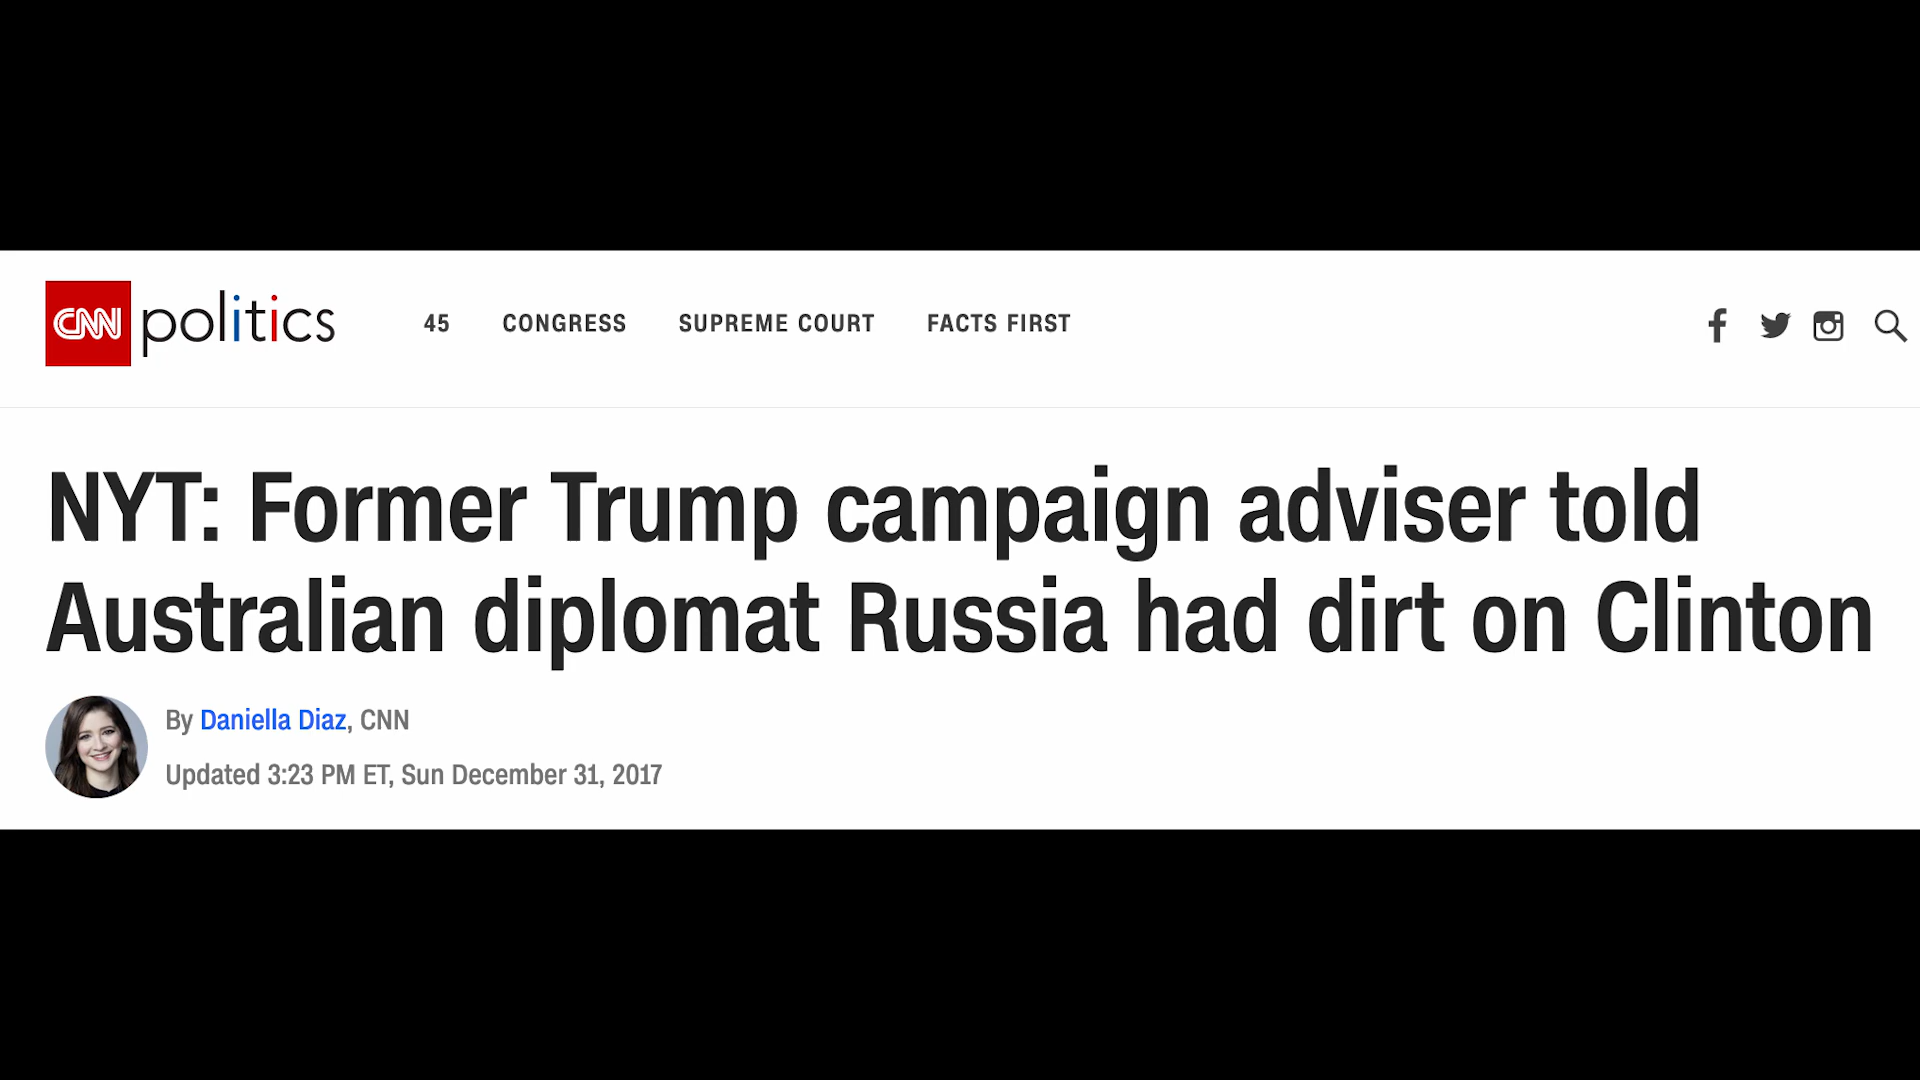 CNN politics 45 CONGRESS SUPREME COURT FACTS FIRST
NYT: Former Trump campaign adviser told
Australian diplomat Russia had dirt on Clinton
By Daniella Diaz, CNN
Updated 3:23 PM ET, Sun December 31, 2017